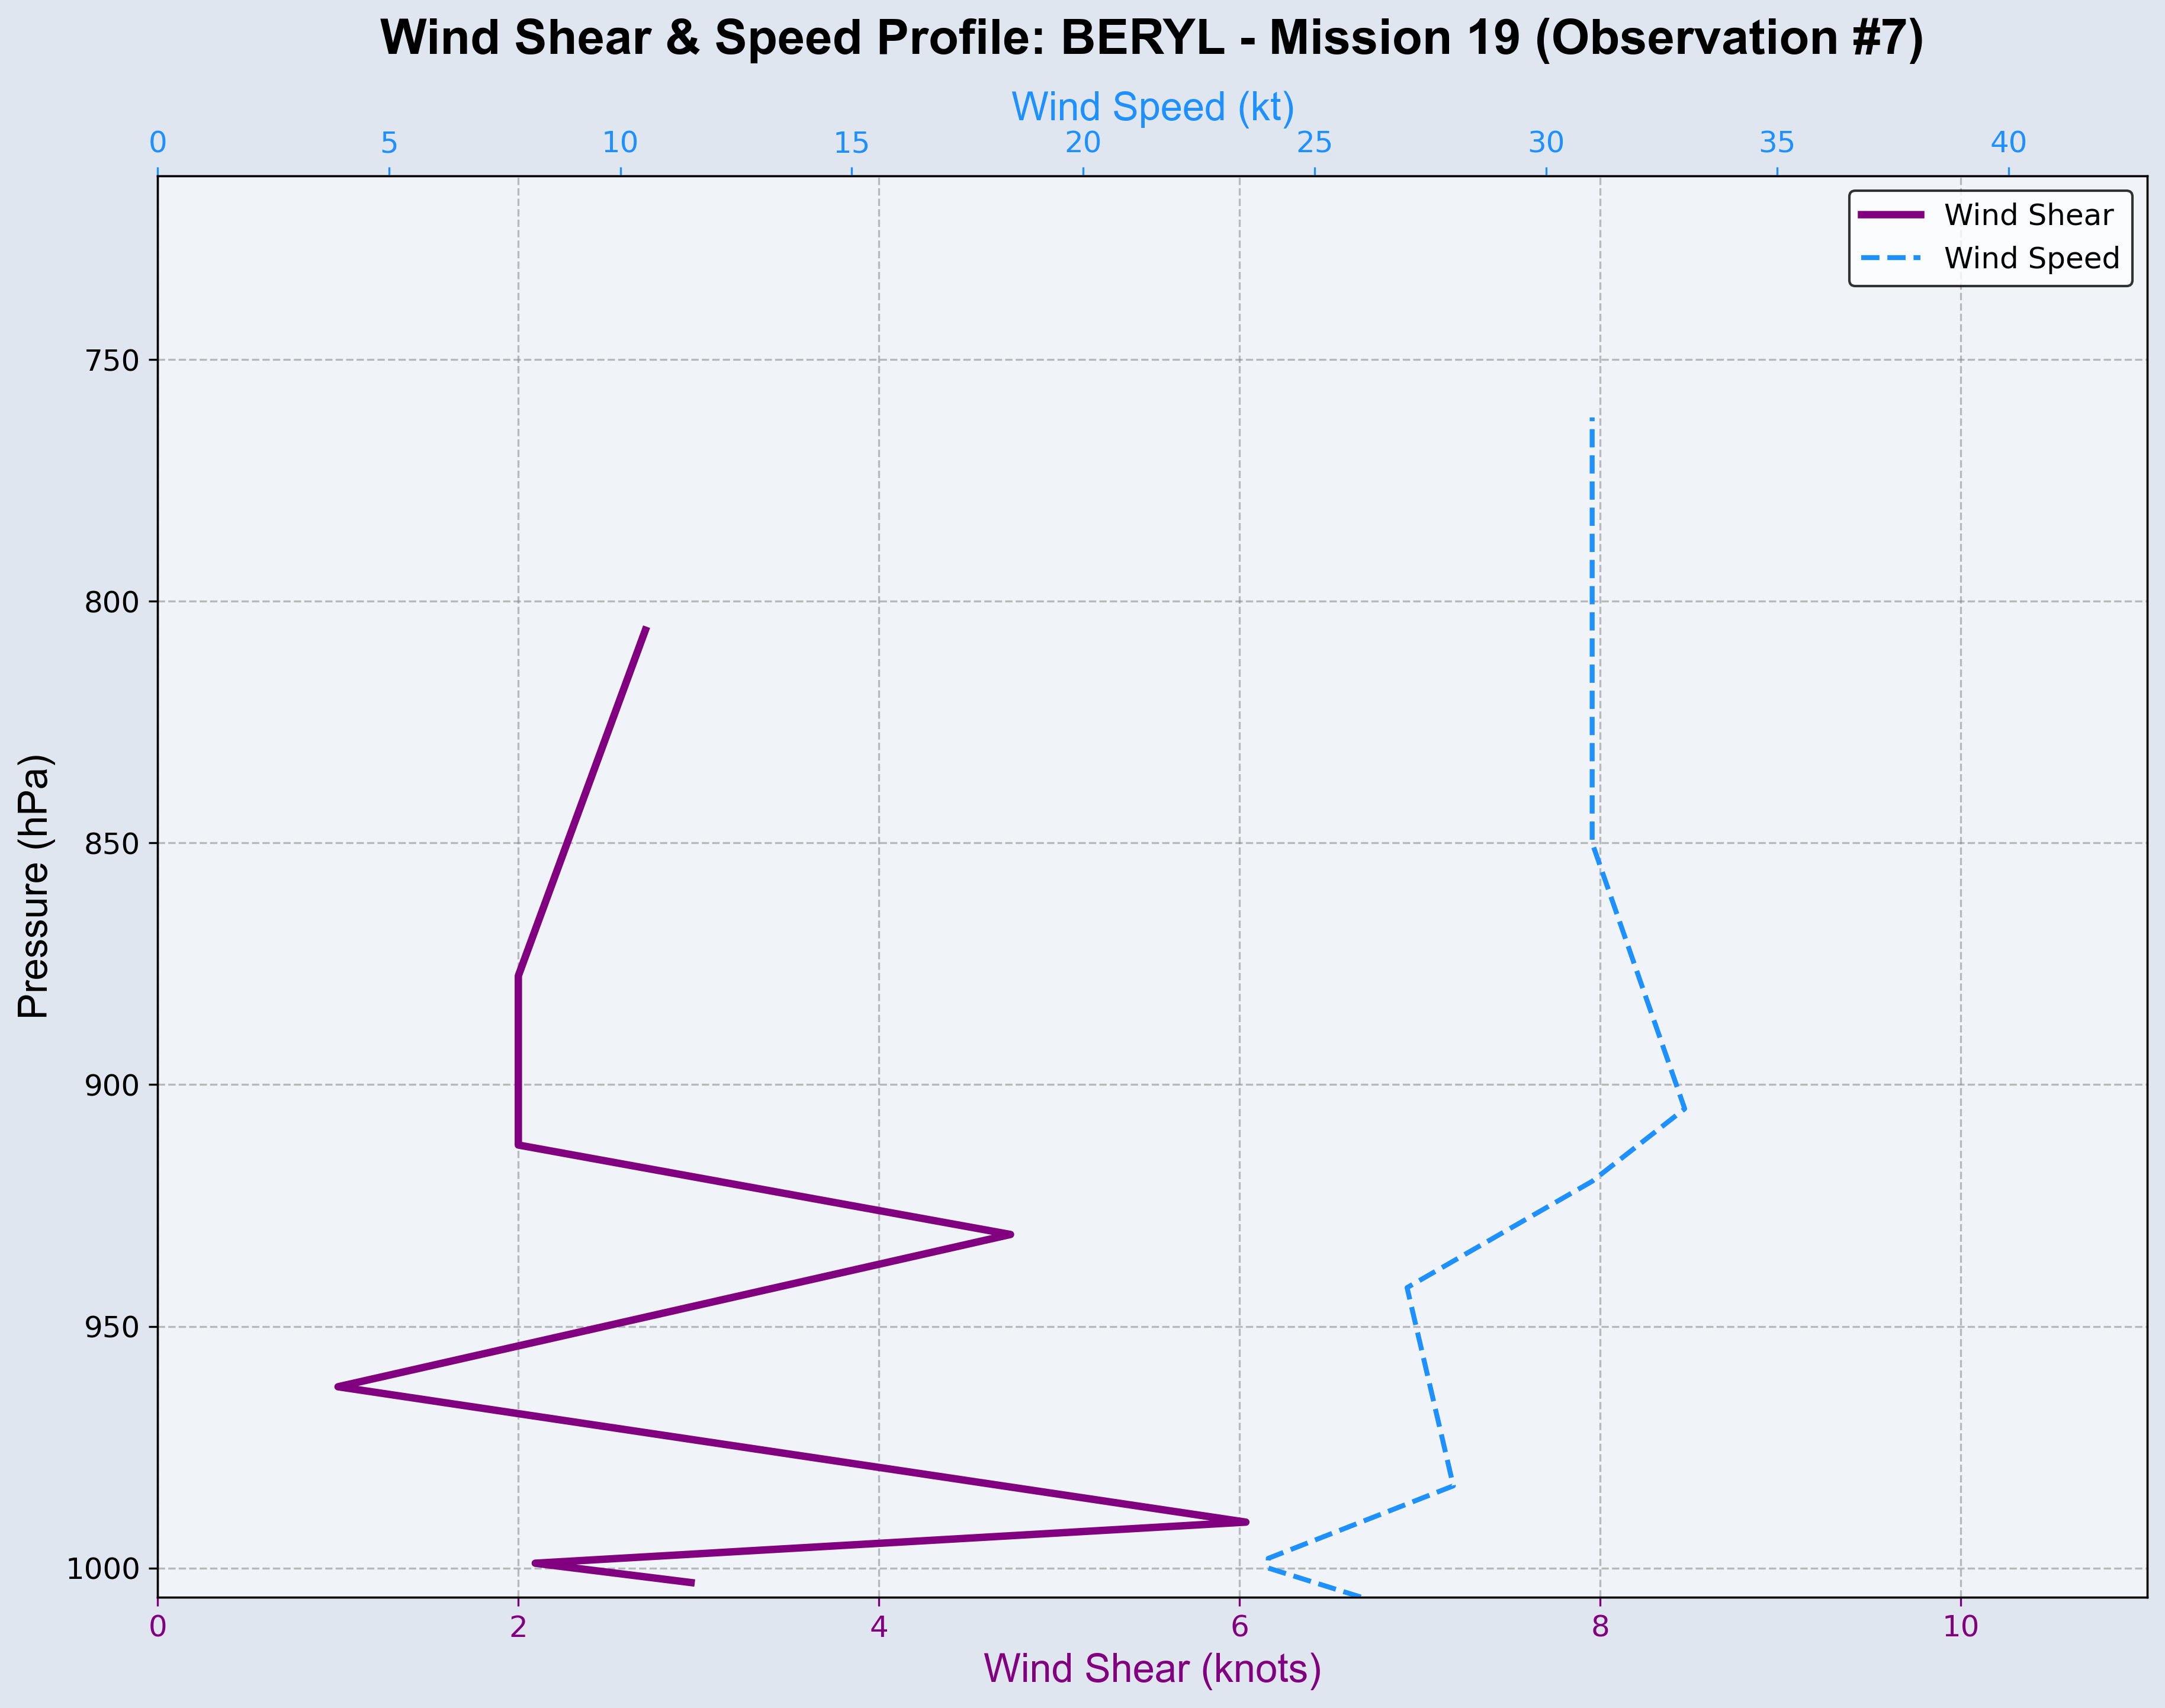 Wind Shear & Speed Profile: BERYL - Mission 19 (Observation #7)
Wind Speed (kt)
0 5 10 15 20 25 30 35 40
Wind Shear
Wind Speed
750
800
850
900
950
1000
Pressure (hPa)
0 2 4 6 8 10
Wind Shear (knots)